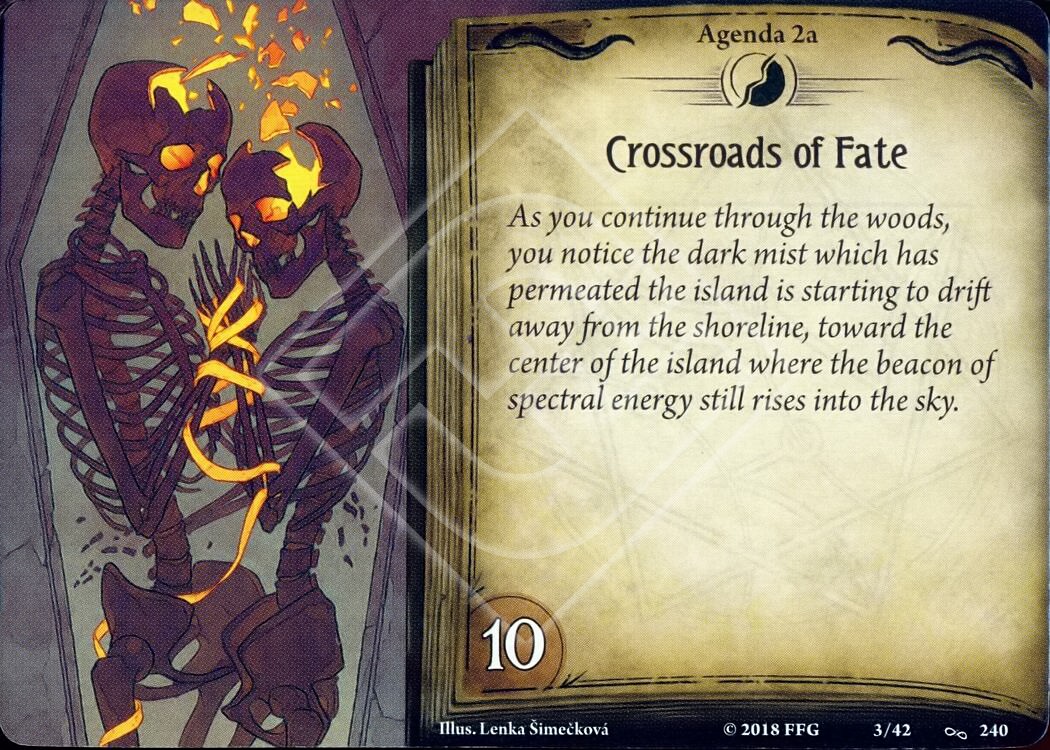 Agenda 2a
Crossroads of Fate
As you continue through the woods,
you notice the dark mist which has
permeated the island is starting to drift
away from the shoreline, toward the
center of the island where the beacon of
spectral energy still rises into the sky.
10
Illus. Lenka Šimečková
© 2018 FFG
3/42
240